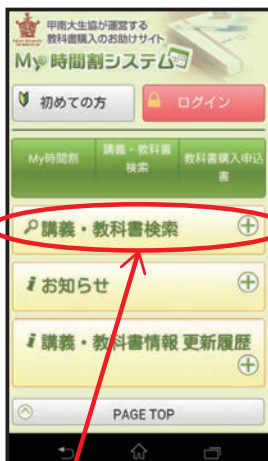 甲南大生協が運営する
教科書購入のお助けサイト
My時間割システム
初めての方
ログイン
My時間割
講義・教科書
検索
教科書購入申込
書
講義・教科書検索
お知らせ
講義・教科書情報 更新履歴
PAGE TOP